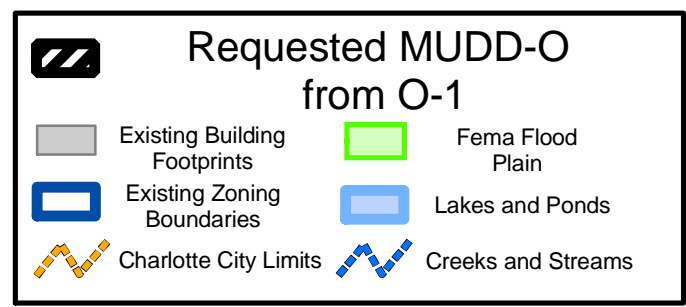 Requested MUDD-O
from O-1
Existing Building
Footprints
Fema Flood
Plain
Existing Zoning
Boundaries
Lakes and Ponds
Charlotte City Limits
Creeks and Streams